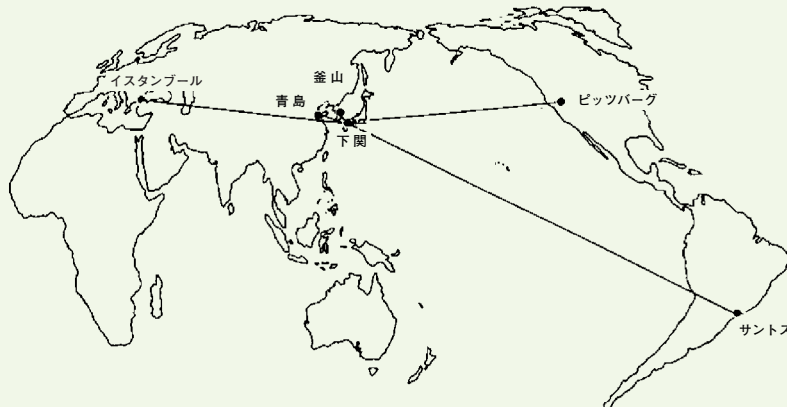 イスタンブール
釜山
青島
下関
ピッツバーグ
サントス